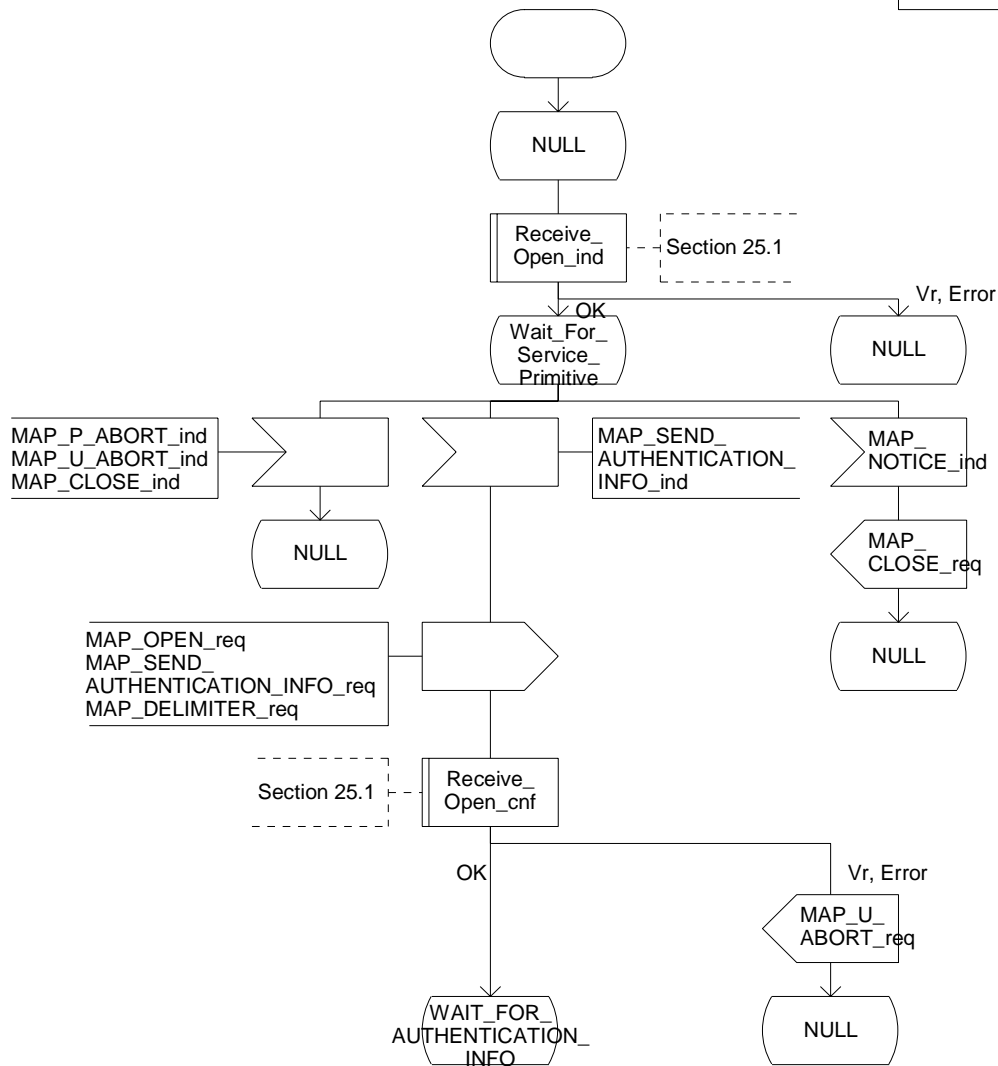 NULL
Receive_
Open_ind
Section 25.1
Vr, Error
OK
Wait_For_
Service_
Primitive
NULL
MAP_P_ABORT_ind
MAP_U_ABORT_ind
MAP_CLOSE_ind
MAP_SEND_
AUTHENTICATION_
INFO_ind
MAP_
NOTICE_ind
NULL
MAP_
CLOSE_req
MAP_OPEN_req
MAP_SEND_
AUTHENTICATION_INFO_req
MAP_DELIMITER_req
NULL
Section 25.1
Receive_
Open_cnf
OK
Vr, Error
MAP_U_
ABORT_req
WAIT_FOR_
AUTHENTICATION_
INFO
NULL